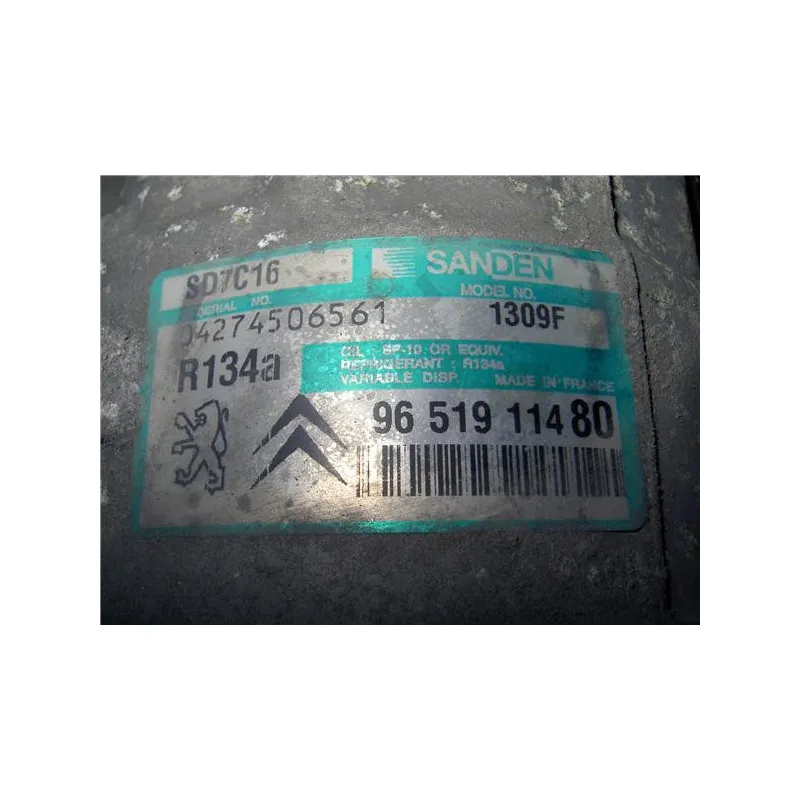 SD7C16
SANDEN
SERIAL NO.
MODEL NO.
04274506561
1309F
R134a
OIL : SP-10 OR EQUIV.
REFRIGERANT : R134a
VARIABLE DISP. MADE IN FRANCE
96 519 114 80